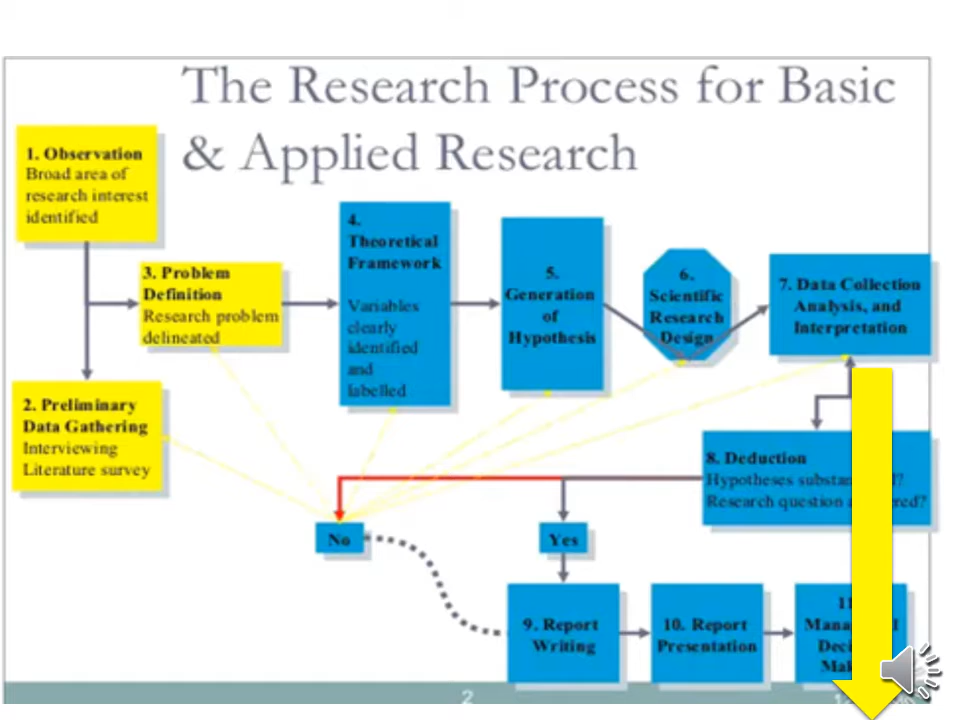 The Research Process for Basic
& Applied Research
1. Observation
Broad area of
research interest
identified
3. Problem
Definition
Research problem
delineated
2. Preliminary
Data Gathering
Interviewing
Literature survey
4.
Theoretical
Framework
Variables
clearly
identified
and
labelled
5.
Generation
of
Hypothesis
6.
Scientific
Research
Design
7. Data Collection
Analysis, and
Interpretation
8. Deduction
Hypotheses
Research question
No
Yes
9. Report
Writing
10. Report
Presentation
2